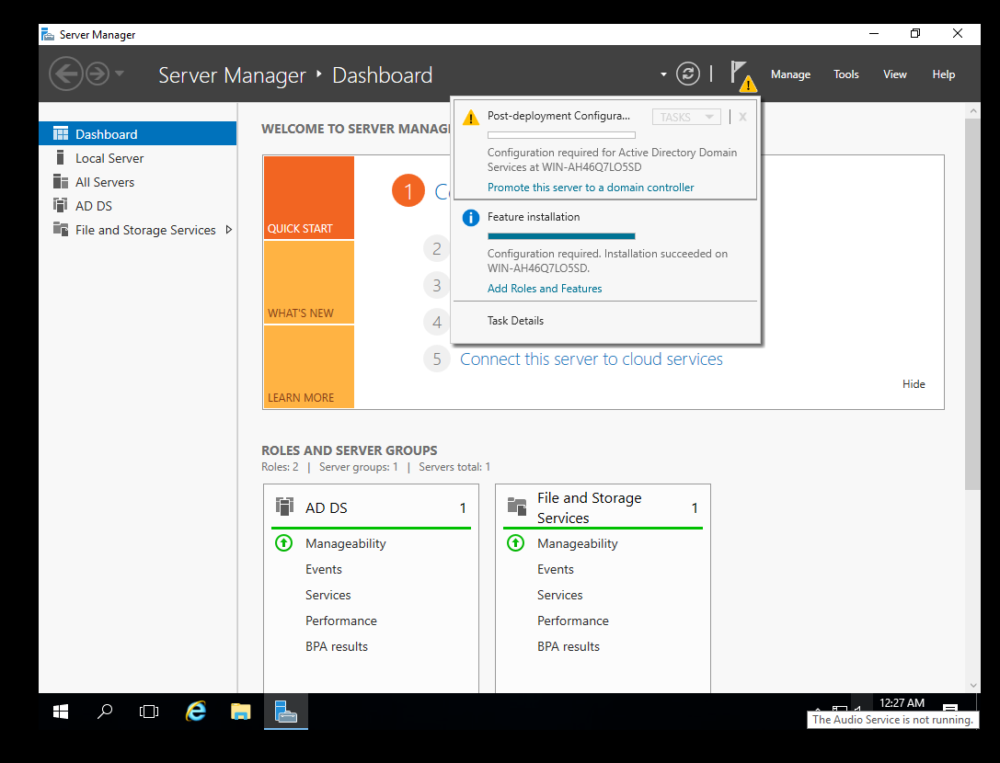 Server Manager
Server Manager ‣ Dashboard
Manage Tools View Help
Dashboard
Local Server
All Servers
AD DS
File and Storage Services
WELCOME TO SERVER MANAG
QUICK START
WHAT'S NEW
LEARN MORE
1
2
3
4
5 Connect this server to cloud services
Hide
Post-deployment Configura...
TASKS
Configuration required for Active Directory Domain
Services at WIN-AH46Q7LO5SD
Promote this server to a domain controller
Feature installation
Configuration required. Installation succeeded on
WIN-AH46Q7LO5SD.
Add Roles and Features
Task Details
ROLES AND SERVER GROUPS
Roles: 2 | Server groups: 1 | Servers total: 1
AD DS 1
Manageability
Events
Services
Performance
BPA results
File and Storage
Services 1
Manageability
Events
Services
Performance
BPA results
12:27 AM
The Audio Service is not running.